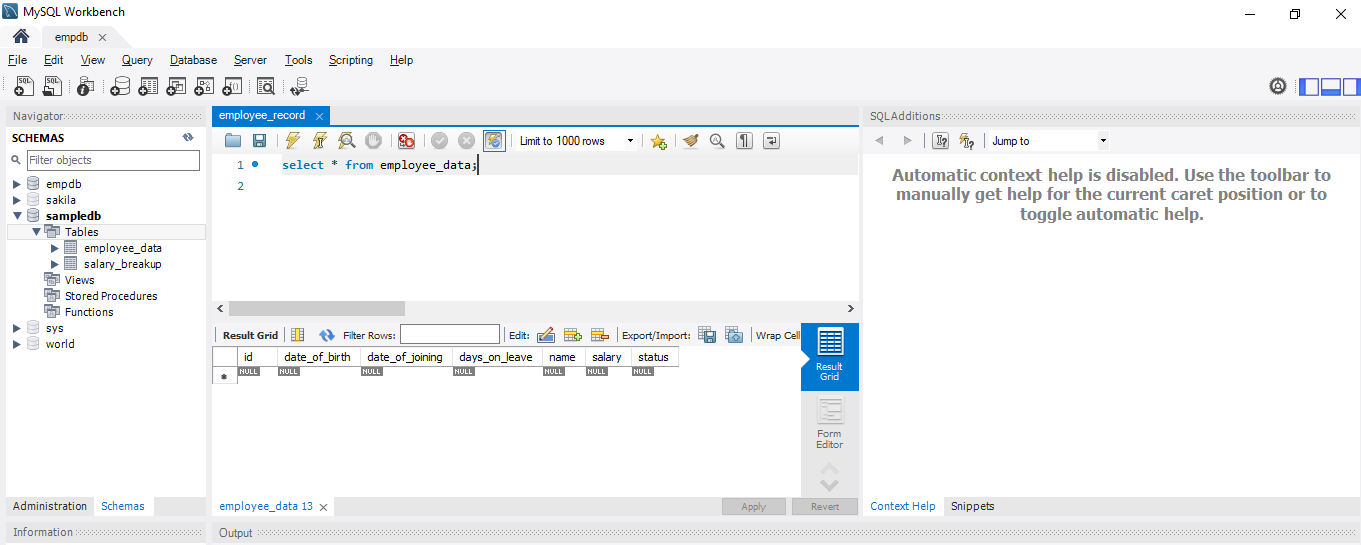 MySQL Workbench
empdb
File Edit View Query Database Server Tools Scripting Help
Navigator
SCHEMAS
Filter objects
empdb
sakila
sampledb
Tables
employee_data
salary_breakup
Views
Stored Procedures
Functions
sys
world
Administration Schemas
Information
employee_record
Limit to 1000 rows
1 select * from employee_data;
2
Result Grid Filter Rows: Edit: Export/Import: Wrap Cell
id date_of_birth date_of_joining days_on_leave name salary status
NULL NULL NULL NULL NULL NULL NULL
Result
Grid
Form
Editor
employee_data 13
Apply Revert
Output
SQLAdditions
Jump to
Automatic context help is disabled. Use the toolbar to
manually get help for the current caret position or to
toggle automatic help.
Context Help Snippets